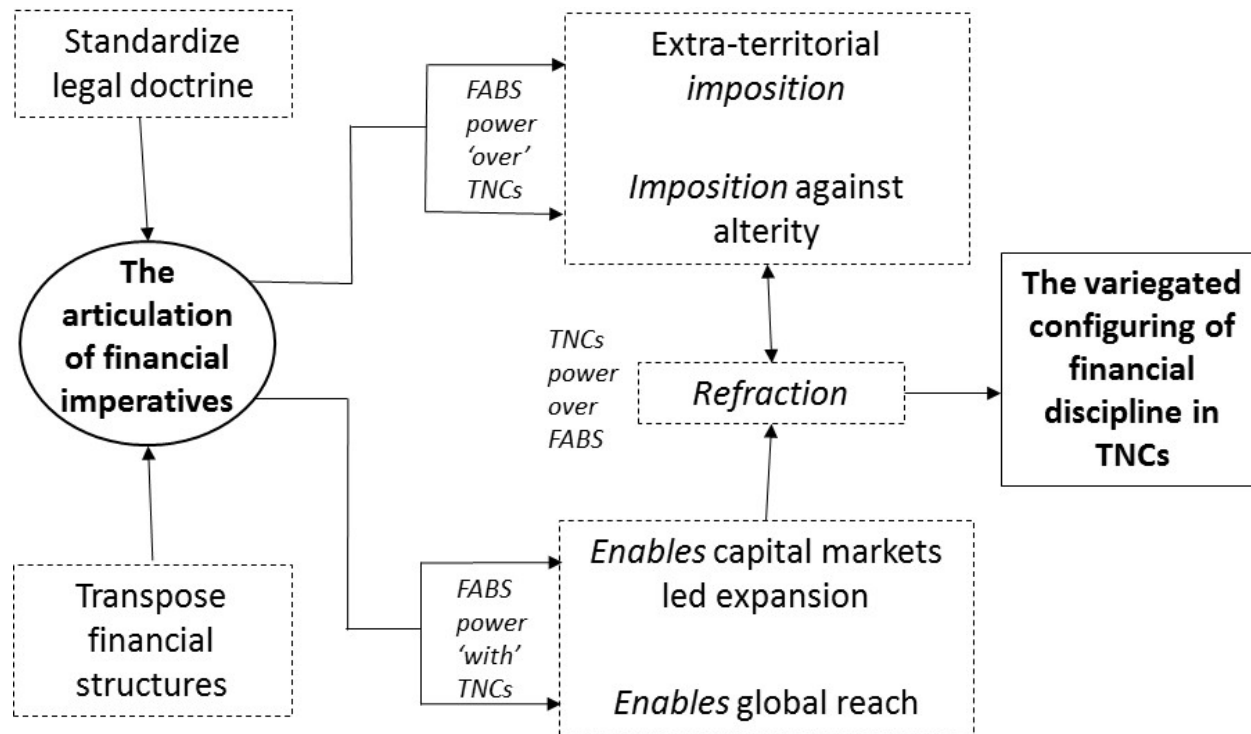 Standardize
legal doctrine
The
articulation
of financial
imperatives
Transpose
financial
structures
FABS
power
‘over’
TNCs
Extra-territorial
imposition
Imposition against
alterity
TNCs
power
over
FABS
Refraction
FABS
power
‘with’
TNCs
Enables capital markets
led expansion
Enables global reach
The variegated
configuring of
financial
discipline in
TNCs